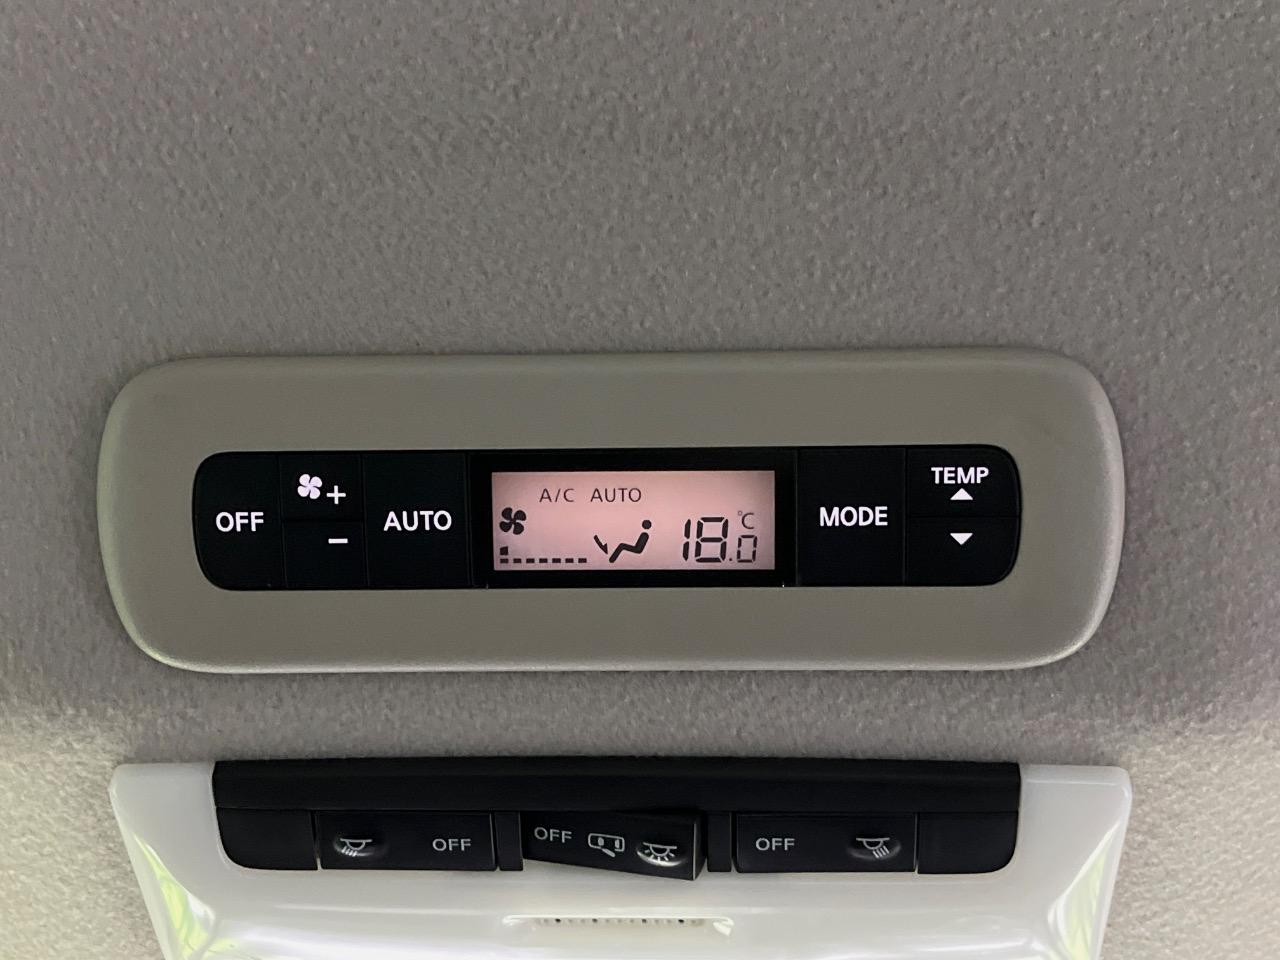 OFF
+
-
AUTO
A/C AUTO
18.0 °C
MODE
TEMP
OFF
OFF
OFF